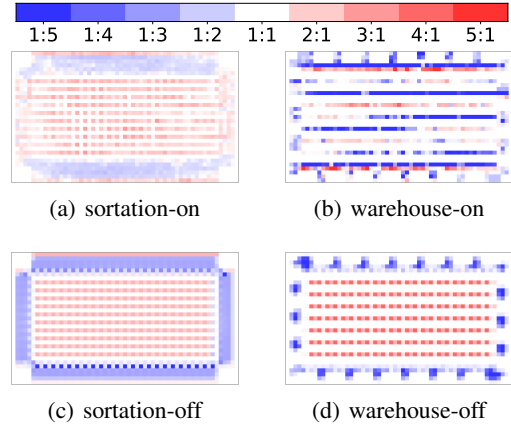 1:5 1:4 1:3 1:2 1:1 2:1 3:1 4:1 5:1
(a) sortation-on (b) warehouse-on
(c) sortation-off (d) warehouse-off